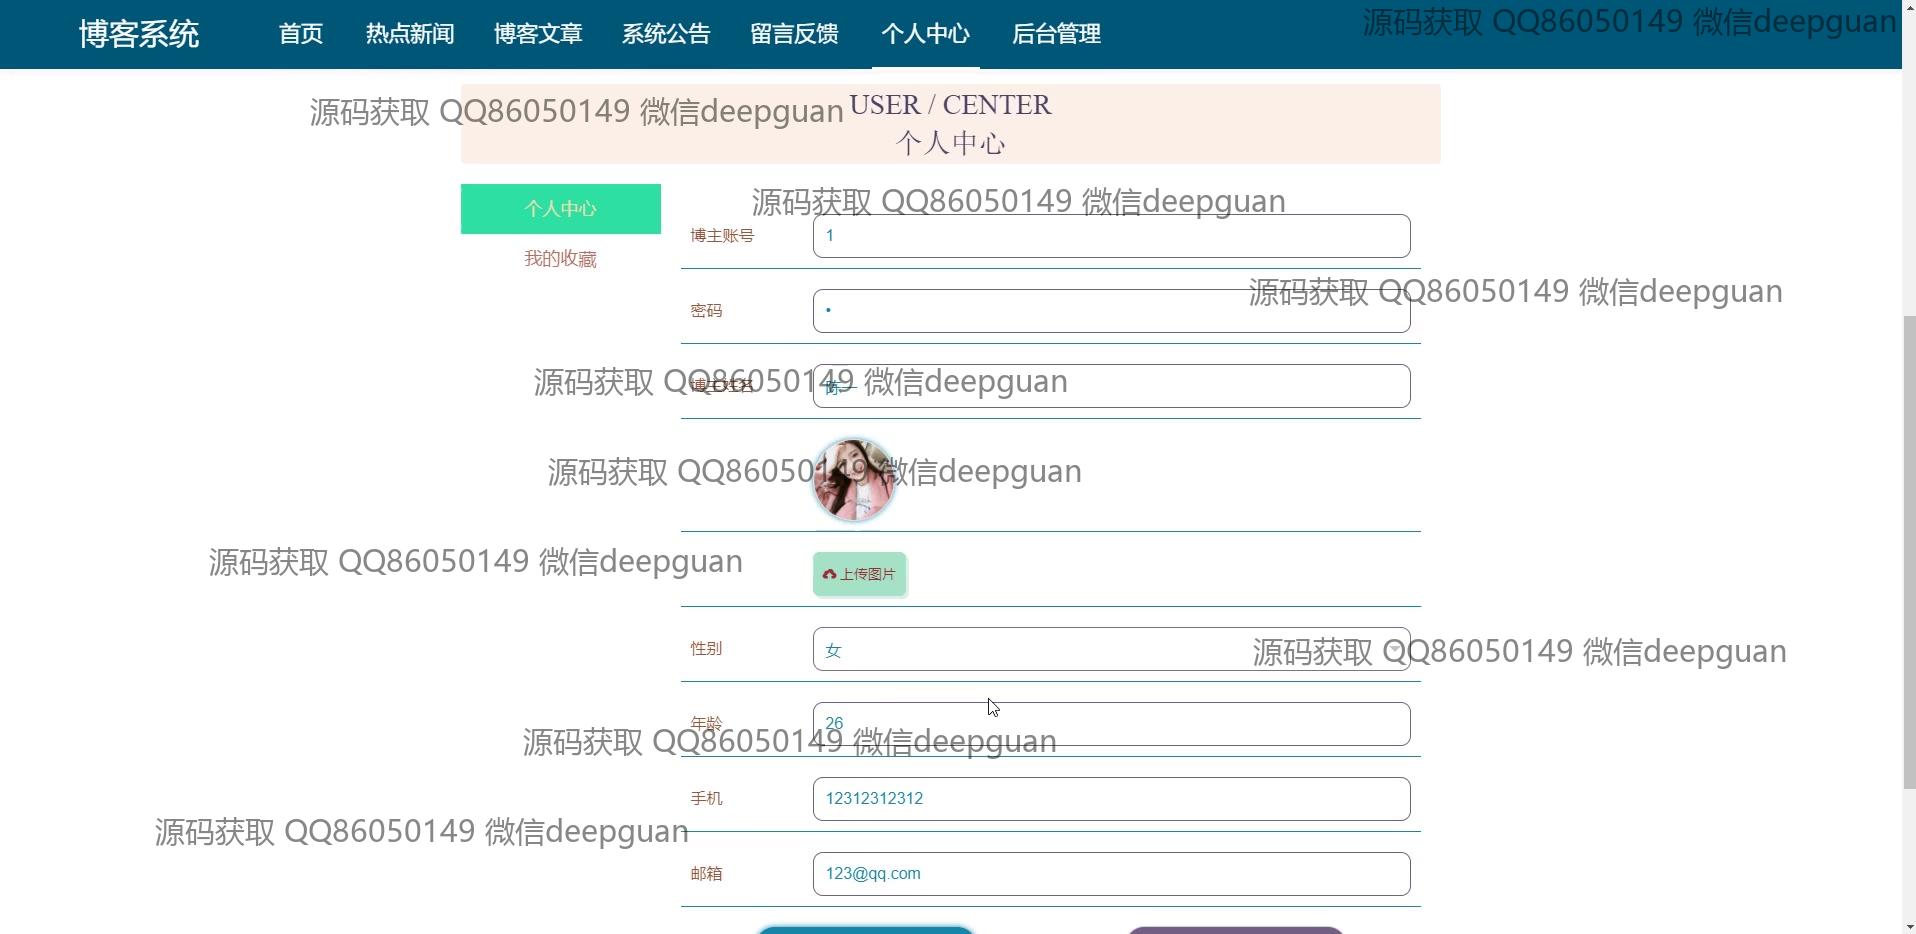 博客系统 首页 热点新闻 博客文章 系统公告 留言反馈 个人中心 后台管理
源码获取 QQ86050149 微信deepguan
源码获取 QQ86050149 微信deepguan
USER / CENTER
个人中心
个人中心
我的收藏
源码获取 QQ86050149 微信deepguan
博主账号 1
源码获取 QQ86050149 微信deepguan
密码 •
源码获取 QQ86050149 微信deepguan
博主姓名 陈一
源码获取 QQ86050149 微信deepguan
源码获取 QQ86050149 微信deepguan
上传图片
性别 女
源码获取 QQ86050149 微信deepguan
年龄 26
源码获取 QQ86050149 微信deepguan
手机 12312312312
源码获取 QQ86050149 微信deepguan
邮箱 123@qq.com